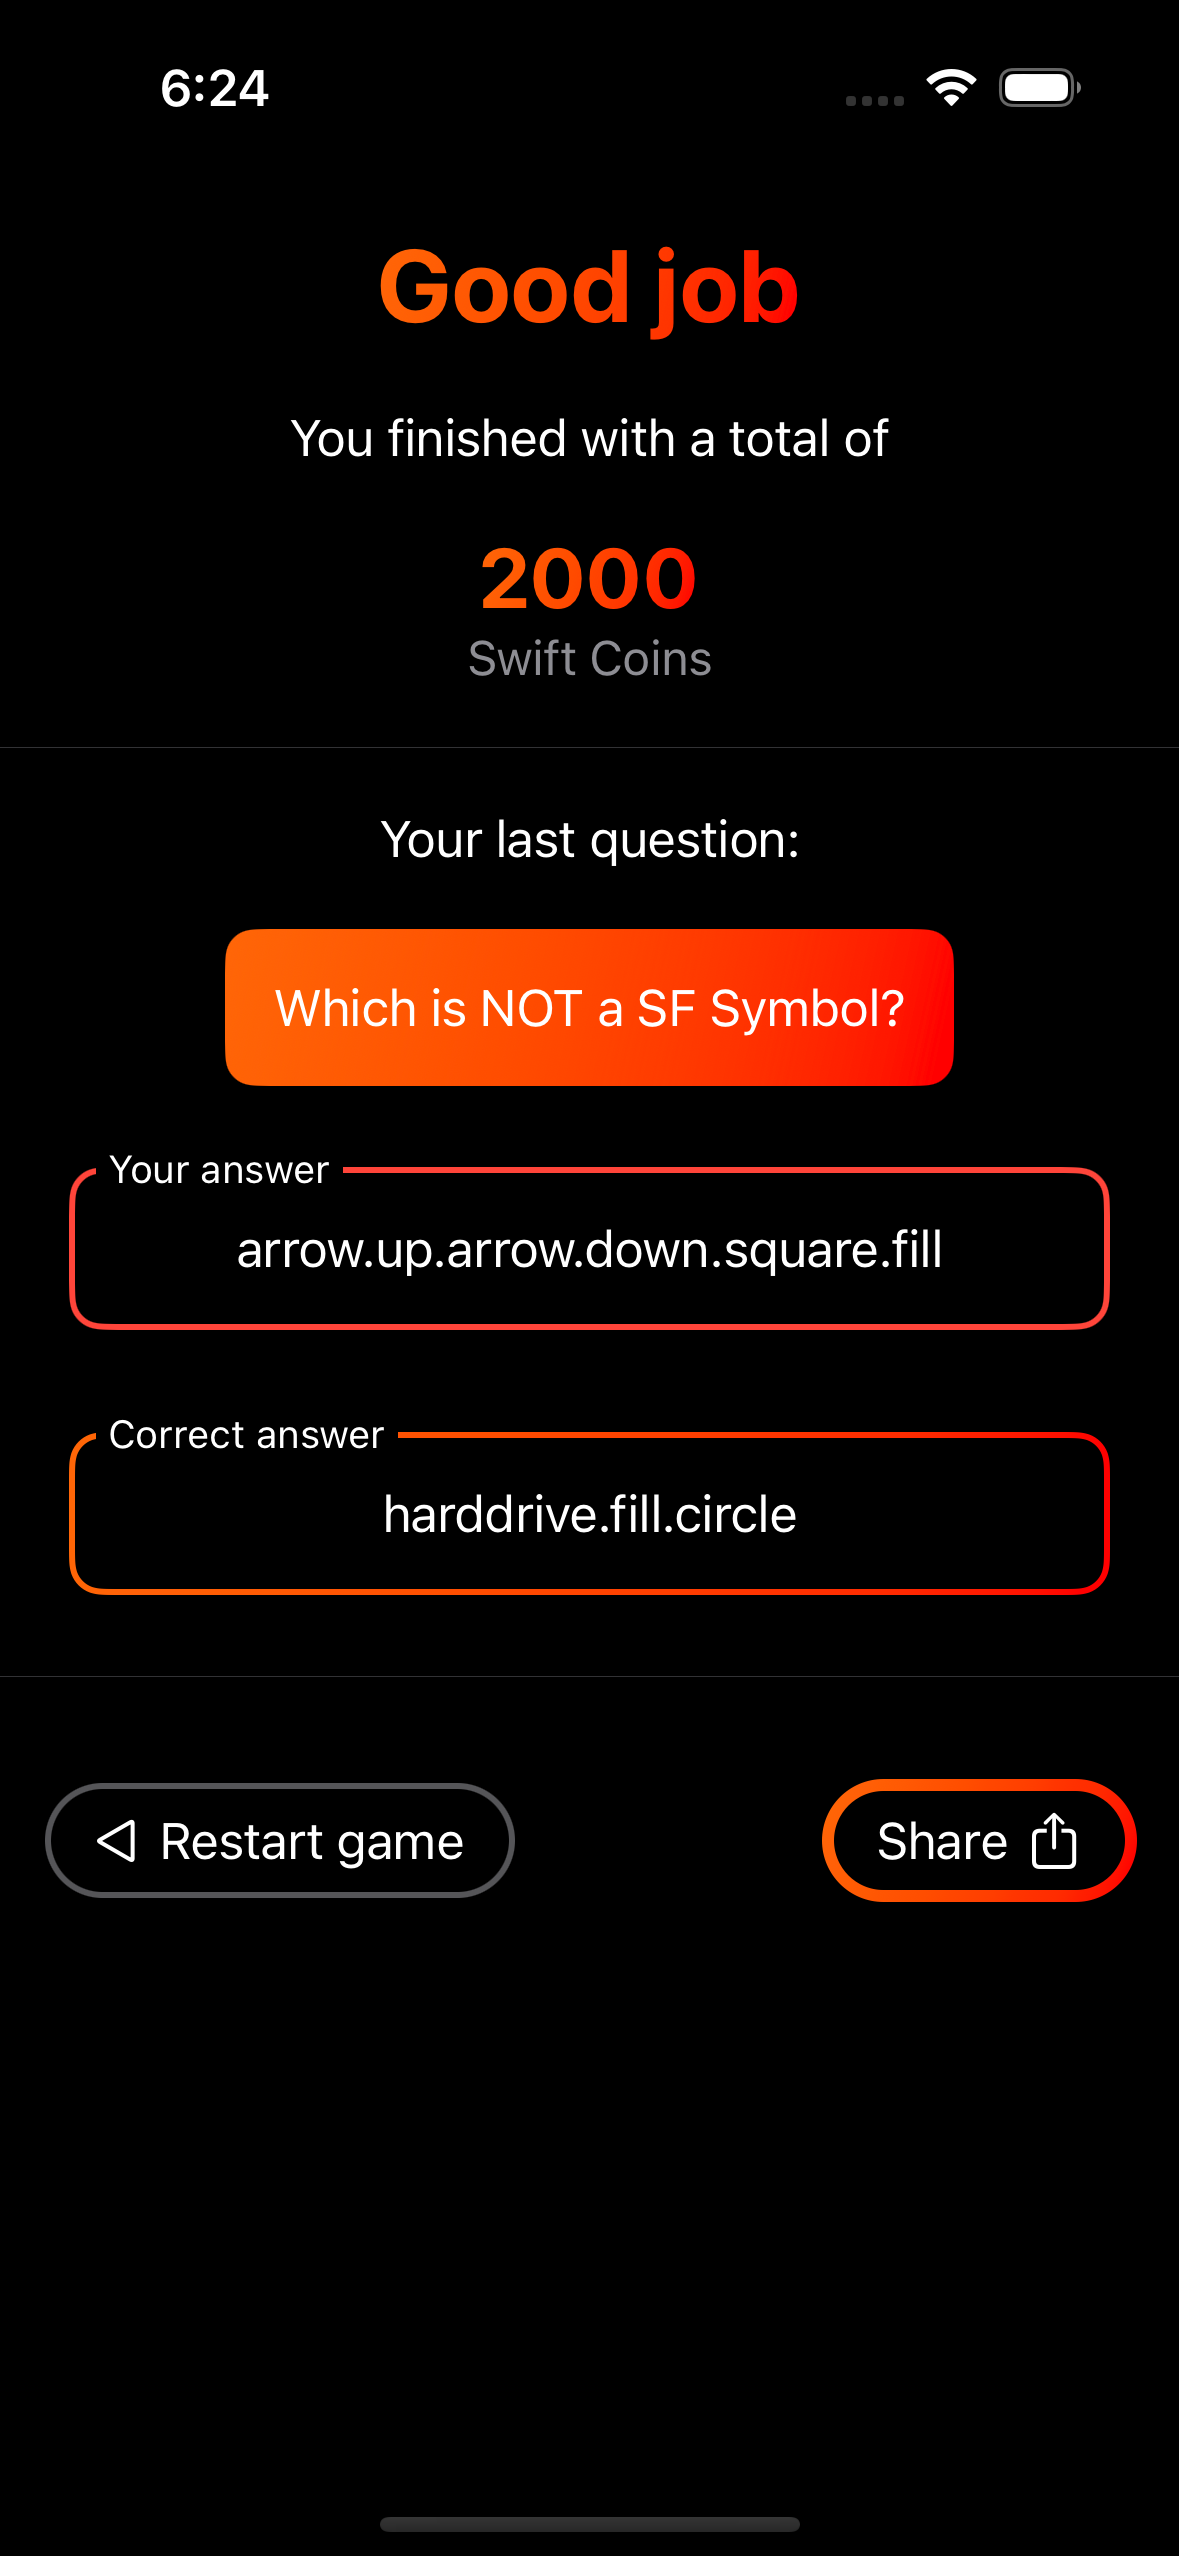 6:24
Good job
You finished with a total of
2000
Swift Coins
Your last question:
Which is NOT a SF Symbol?
Your answer
arrow.up.arrow.down.square.fill
Correct answer
harddrive.fill.circle
Restart game
Share